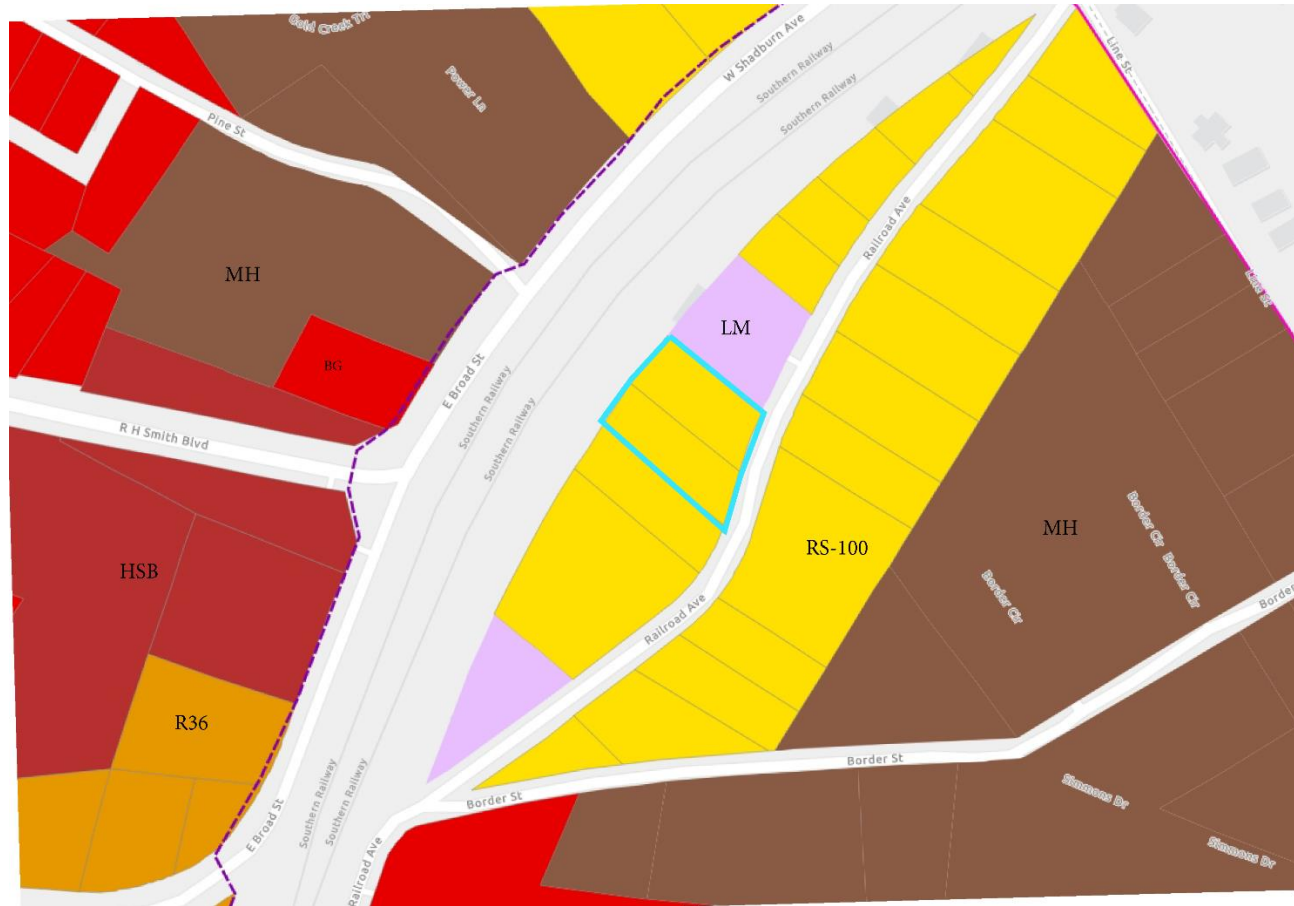 Gold Creek Trl
W Shadburn Ave
Line St
Southern Railway
Southern Railway
Power Ln
Pine St
Railroad Ave
MH
Line St
LM
BG
E Broad St
Southern Railway
Southern Railway
R H Smith Blvd
RS-100
MH
Border Cir
Border Cir
Border Cir
HSB
Border
Railroad Ave
R36
Border St
Simmons Dr
Border St
E Broad St
Southern Railway
Southern Railway
Railroad Ave
Simmons Dr